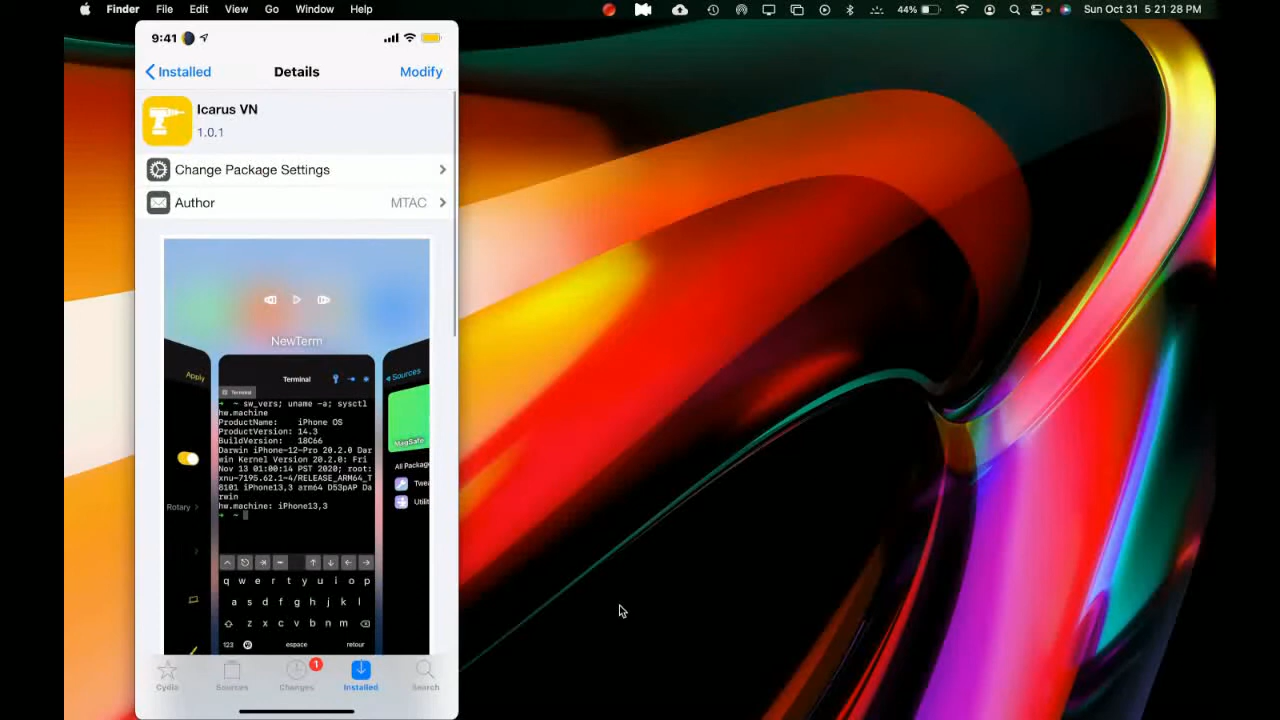 Finder File Edit View Go Window Help 44% Sun Oct 31 5 21 28 PM
9:41
Installed Details Modify
Icarus VN
1.0.1
Change Package Settings
Author MTAC
NewTerm
Apply Terminal Sources
Terminal
➜ ~ sw_vers; uname -a; sysctl
hw.machine
ProductName: iPhone OS
ProductVersion: 14.3
BuildVersion: 18C66
Darwin iPhone-12-Pro 20.2.0 Dar
win Kernel Version 20.2.0: Fri
Nov 13 01:00:14 PST 2020; root:
xnu-7195.62.1~4/RELEASE_ARM64_T
8101 iPhone13,3 arm64 D53pAP Da
rwin
hw.machine: iPhone13,3
➜ ~
MagSafe
All Packag
Twea
Utilit
Rotary
q w e r t y u i o p
a s d f g h j k l
z x c v b n m
123 espace retour
1
Cydia Sources Changes Installed Search